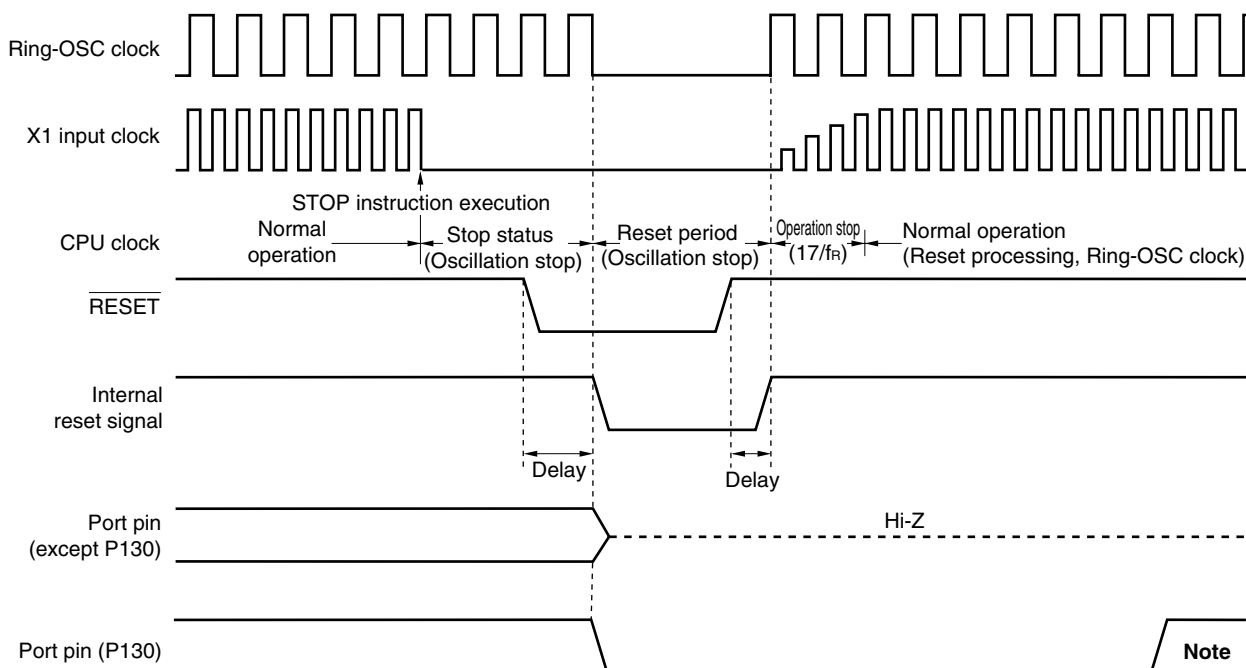 Ring-OSC clock
X1 input clock
STOP instruction execution
CPU clock
Normal
operation
Stop status
(Oscillation stop)
Reset period
(Oscillation stop)
Operation stop
(17/fR)
Normal operation
(Reset processing, Ring-OSC clock)
RESET
Internal
reset signal
Delay
Delay
Port pin
(except P130)
Hi-Z
Port pin (P130)
Note